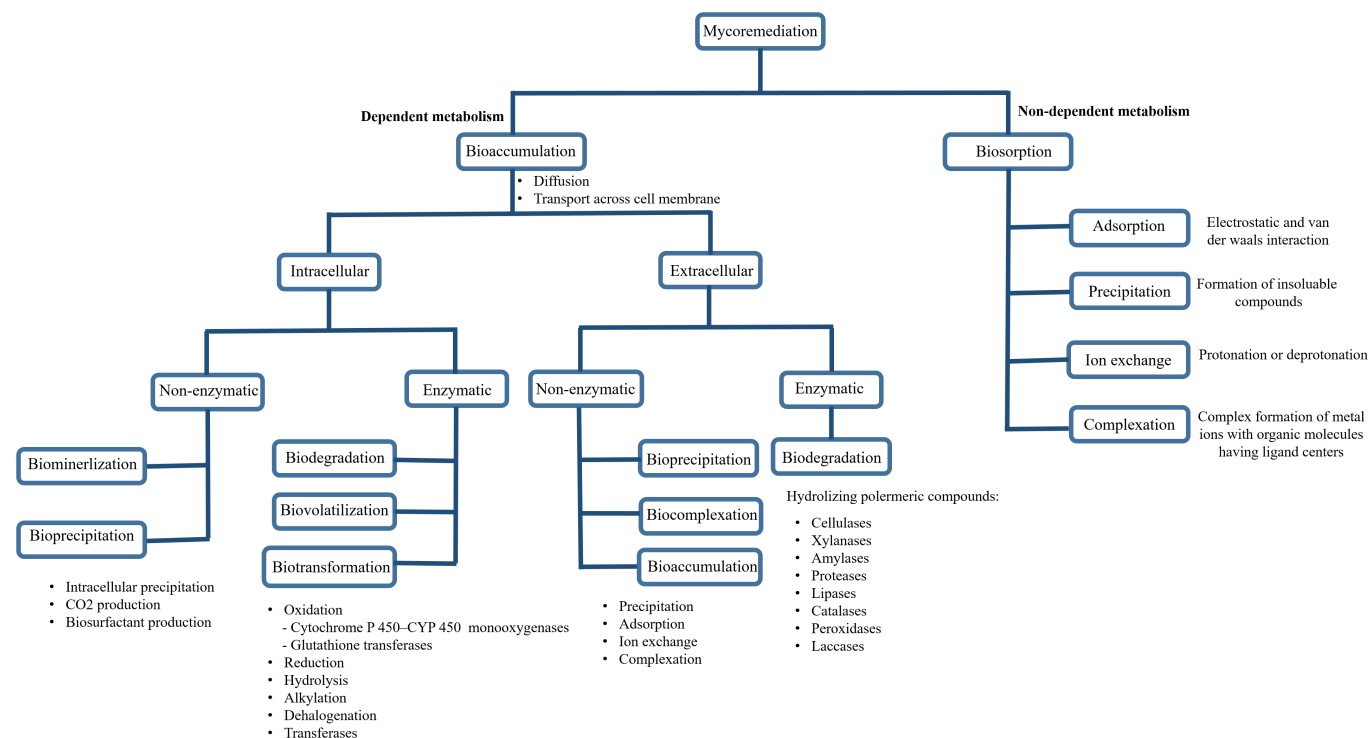 Mycoremediation
Dependent metabolism
Non-dependent metabolism
Bioaccumulation
• Diffusion
• Transport across cell membrane
Biosorption
Adsorption
Electrostatic and van
der waals interaction
Precipitation
Formation of insoluable
compounds
Ion exchange
Protonation or deprotonation
Complexation
Complex formation of metal
ions with organic molecules
having ligand centers
Intracellular
Extracellular
Non-enzymatic
Enzymatic
Non-enzymatic
Enzymatic
Biominerlization
Bioprecipitation
• Intracellular precipitation
• CO2 production
• Biosurfactant production
Biodegradation
Biovolatilization
Biotransformation
• Oxidation
- Cytochrome P 450–CYP 450 monooxygenases
- Glutathione transferases
• Reduction
• Hydrolysis
• Alkylation
• Dehalogenation
• Transferases
Bioprecipitation
Biocomplexation
Bioaccumulation
• Precipitation
• Adsorption
• Ion exchange
• Complexation
Biodegradation
Hydrolizing polermeric compounds:
• Cellulases
• Xylanases
• Amylases
• Proteases
• Lipases
• Catalases
• Peroxidases
• Laccases